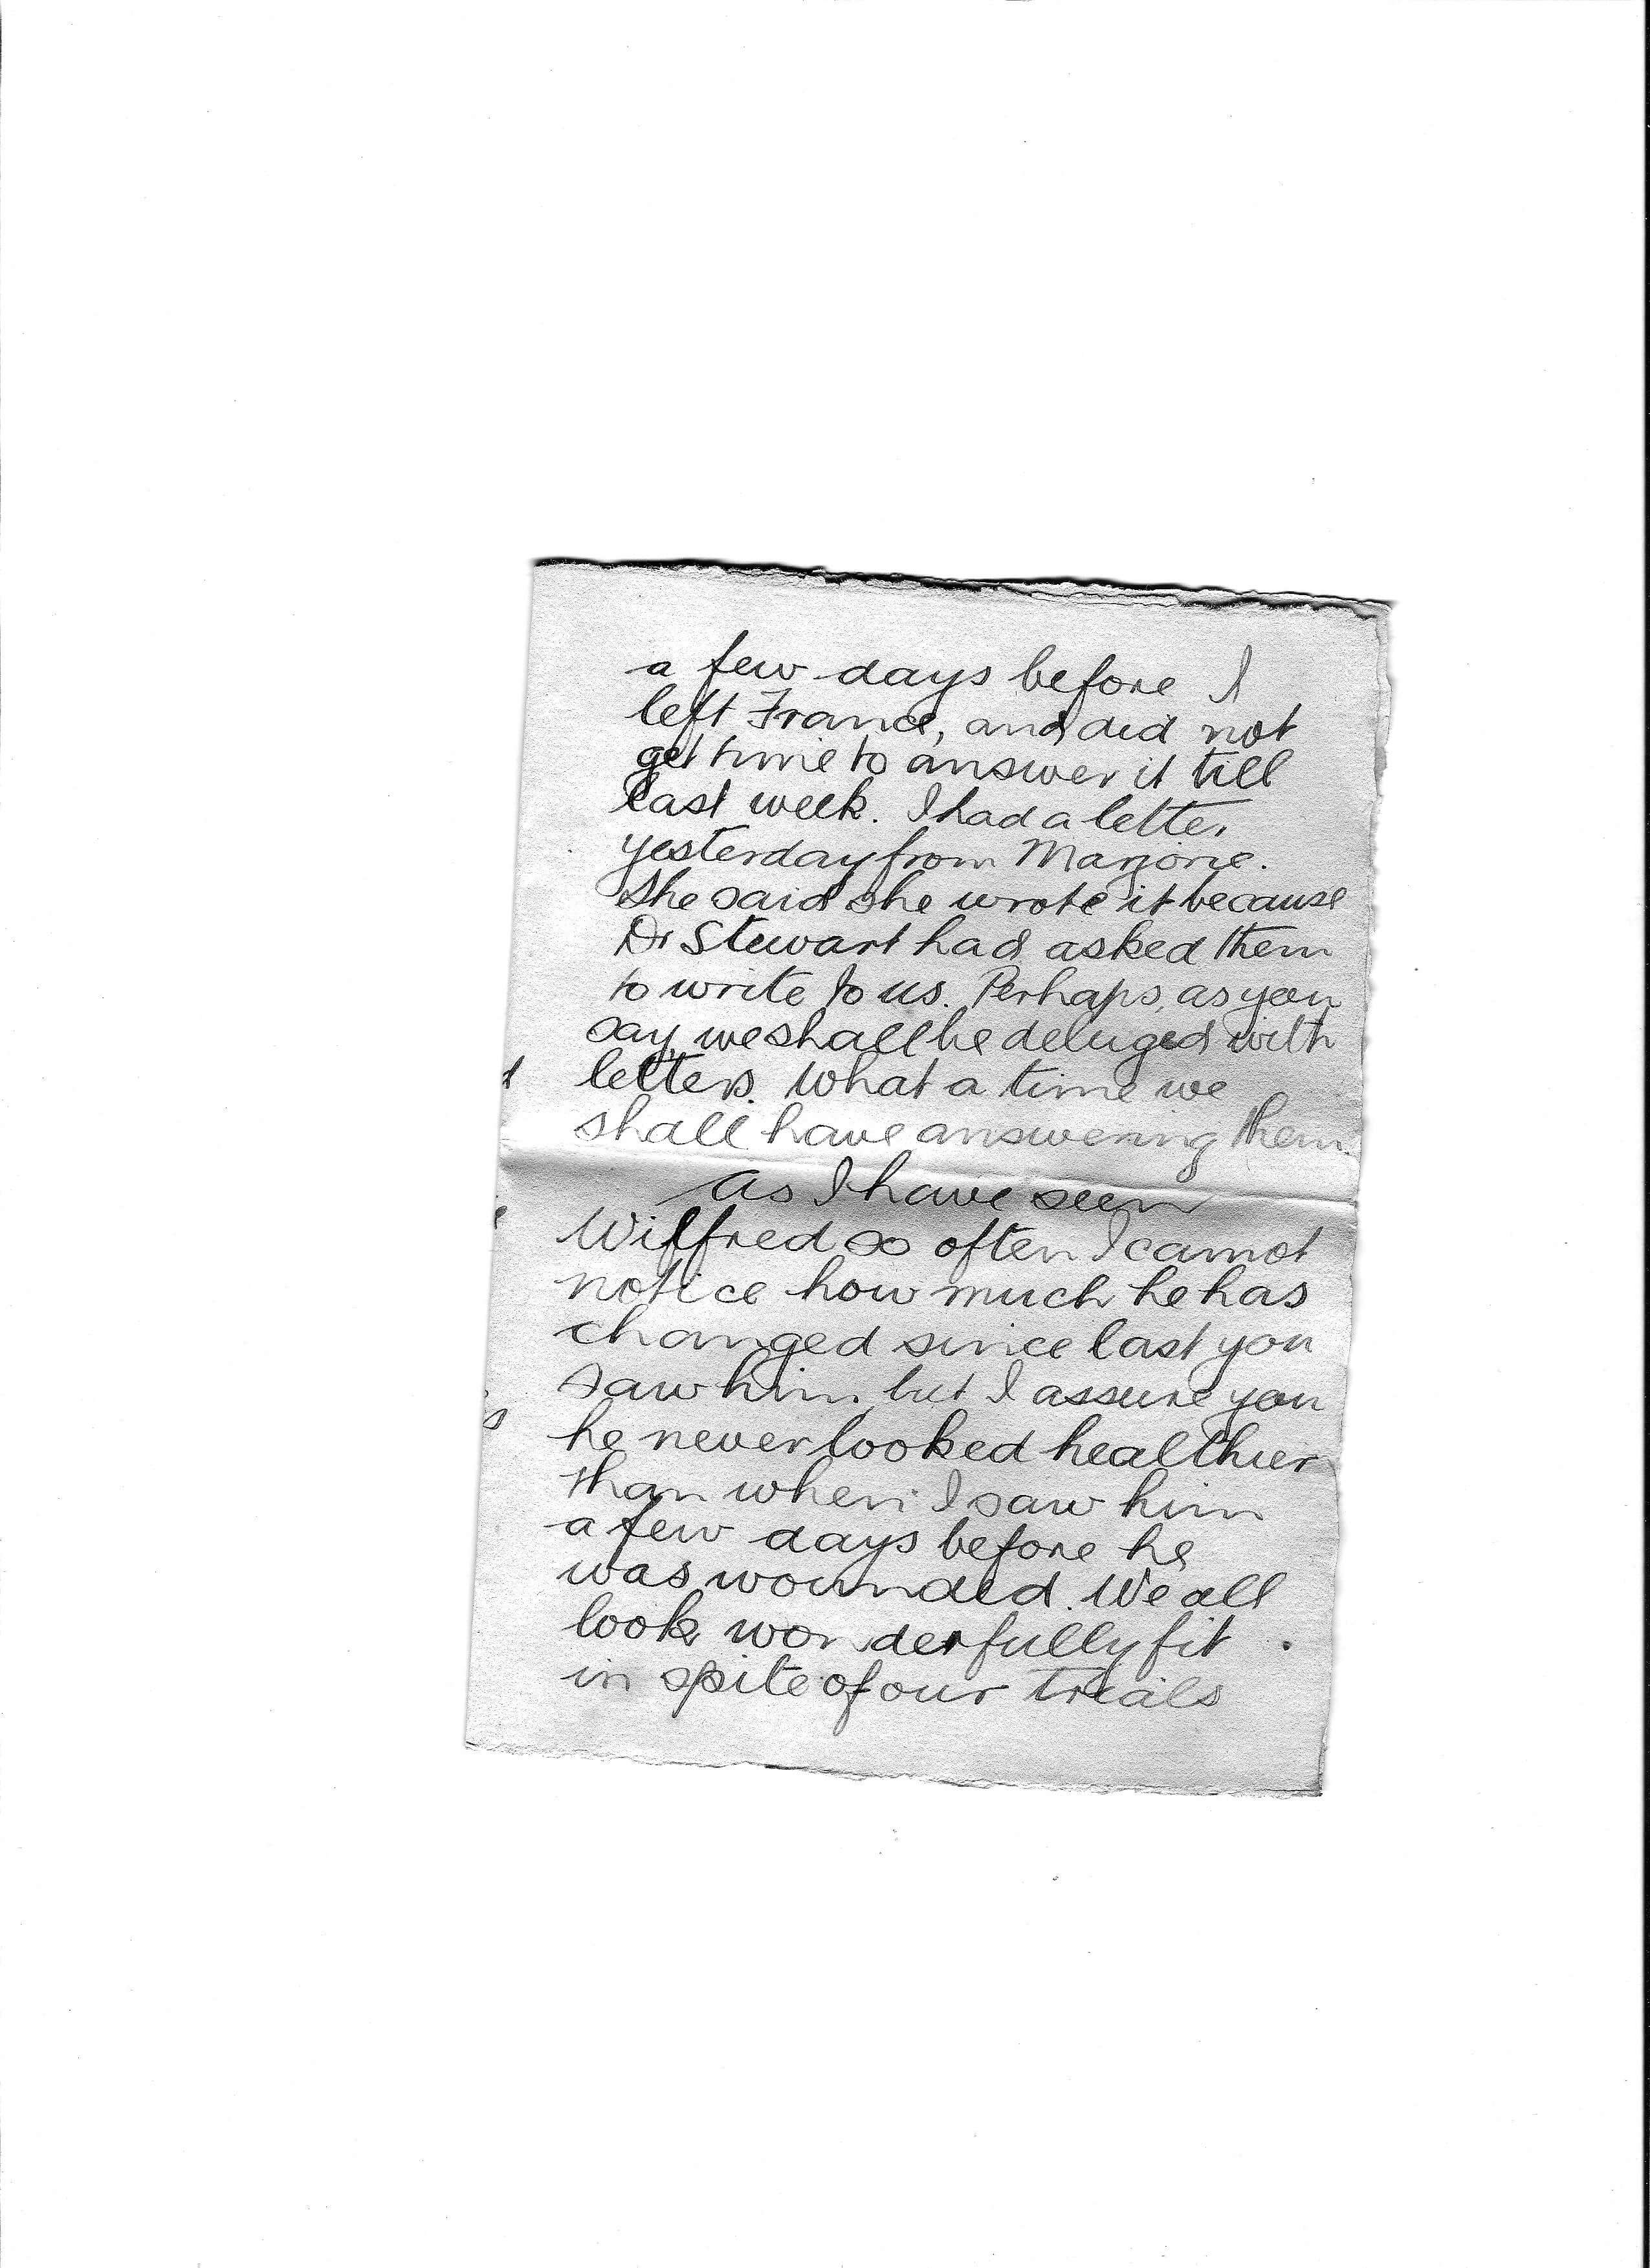 a few days before I
left France, and did not
get time to answer it till
last week. I had a letter
yesterday from Marjorie.
She said she wrote it because
Dr Stewart had asked them
to write to us. Perhaps, as you
say, we shall be deluged with
letters. What a time we
shall have answering them.
As I have seen
Wilfred so often I cannot
notice how much he has
changed since last you
saw him, but I assure you
he never looked healthier
than when I saw him
a few days before he
was wounded. We all
look wonderfully fit
in spite of our trials